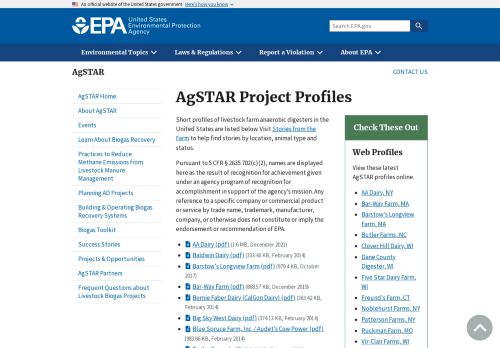 An official website of the United States government Here's how you know
EPA
United States
Environmental Protection
Agency
Search EPA.gov
Environmental Topics
Laws & Regulations
Report a Violation
About EPA
AgSTAR
CONTACT US
AgSTAR Home
About AgSTAR
Events
Learn About Biogas Recovery
Practices to Reduce
Methane Emissions from
Livestock Manure
Management
Planning AD Projects
Building & Operating Biogas
Recovery Systems
Biogas Toolkit
Success Stories
Projects & Opportunities
AgSTAR Partners
Frequent Questions about
Livestock Biogas Projects
AgSTAR Project Profiles
Short profiles of livestock farm anaerobic digesters in the
United States are listed below Visit Stories from the
Farm to help find stories by location, animal type and
status.
Pursuant to 5 CFR § 2635.702(c)(2), names are displayed
here as the result of recognition for achievement given
under an agency program of recognition for
accomplishment in support of the agency's mission. Any
reference to a specific company or commercial product
or service by trade name, trademark, manufacturer,
company, or otherwise does not constitute or imply the
endorsement or recommendation of EPA.
AA Dairy (pdf) (1.6 MB, December 2021)
Baldwin Dairy (pdf) (333.46 KB, February 2014)
Barstow's Longview Farm (pdf) (979.4 KB, October
2017)
Bar-Way Farm (pdf) (868.57 KB, December 2019)
Bernie Faber Dairy (CalGon Dairy) (pdf) (363.42 KB,
February 2014)
Big Sky West Dairy (pdf) (374.13 KB, February 2014)
Blue Spruce Farm, Inc. / Audet's Cow Power (pdf)
(983.66 KB, February 2014)
Check These Out
Web Profiles
View these latest
AgSTAR profiles online.
AA Dairy, NY
Bar-Way Farm, MA
Barstow's Longview
Farm, MA
Butler Farms, NC
Clover Hill Dairy, WI
Dane County
Digester, WI
Five Star Dairy Farm,
WI
Freund's Farm, CT
Noblehurst Farms, NY
Patterson Farms, NY
Ruckman Farm, MO
Vir-Clair Farms, WI